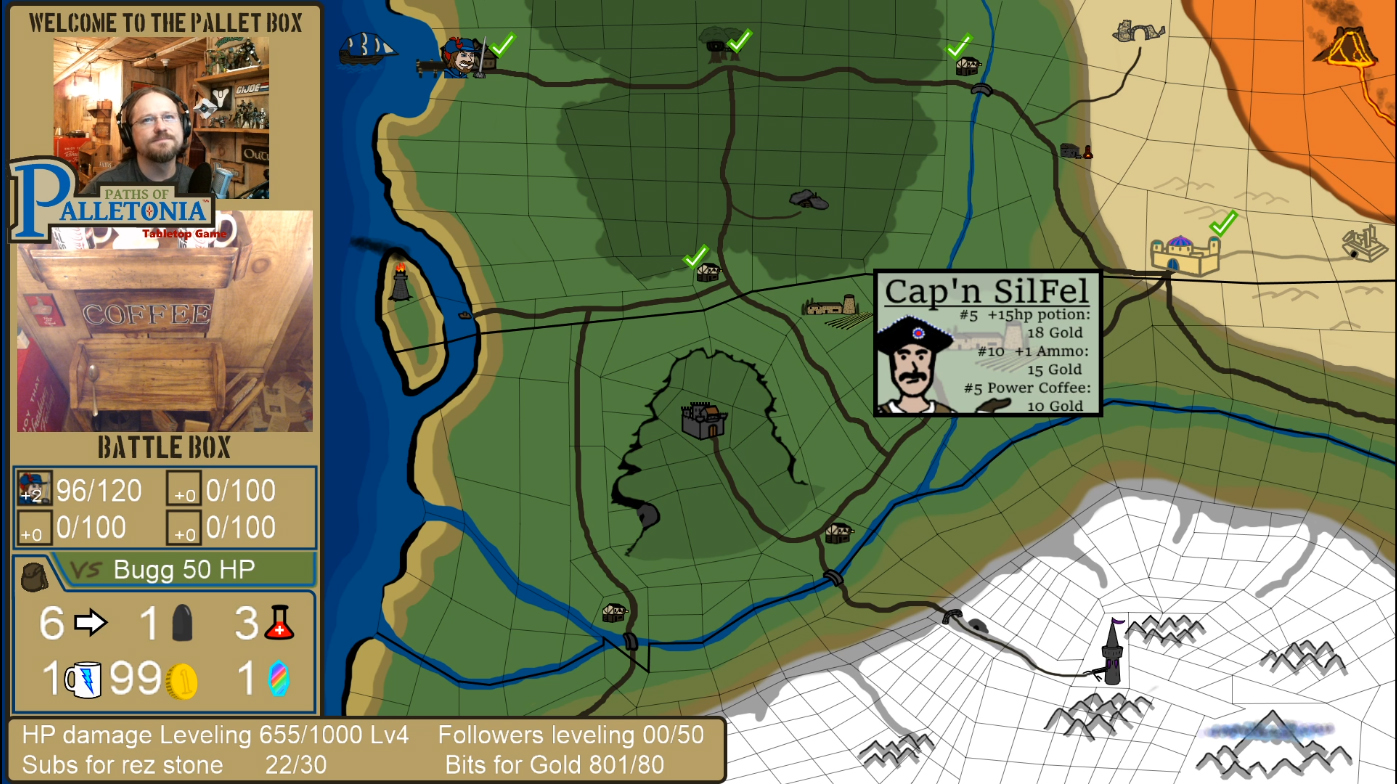 WELCOME TO THE PALLET BOX
GIJOE
PATHS OF
PALLETONIA
Tabletop Game
COFFEE
BATTLE BOX
+2 96/120 +0 0/100
+0 0/100 +0 0/100
VS Bugg 50 HP
6 1 3
1 99 1 1
HP damage Leveling 655/1000 Lv4 Followers leveling 00/50
Subs for rez stone 22/30 Bits for Gold 801/80
Cap'n SilFel
#5 +15hp potion:
18 Gold
#10 +1 Ammo:
15 Gold
#5 Power Coffee:
10 Gold